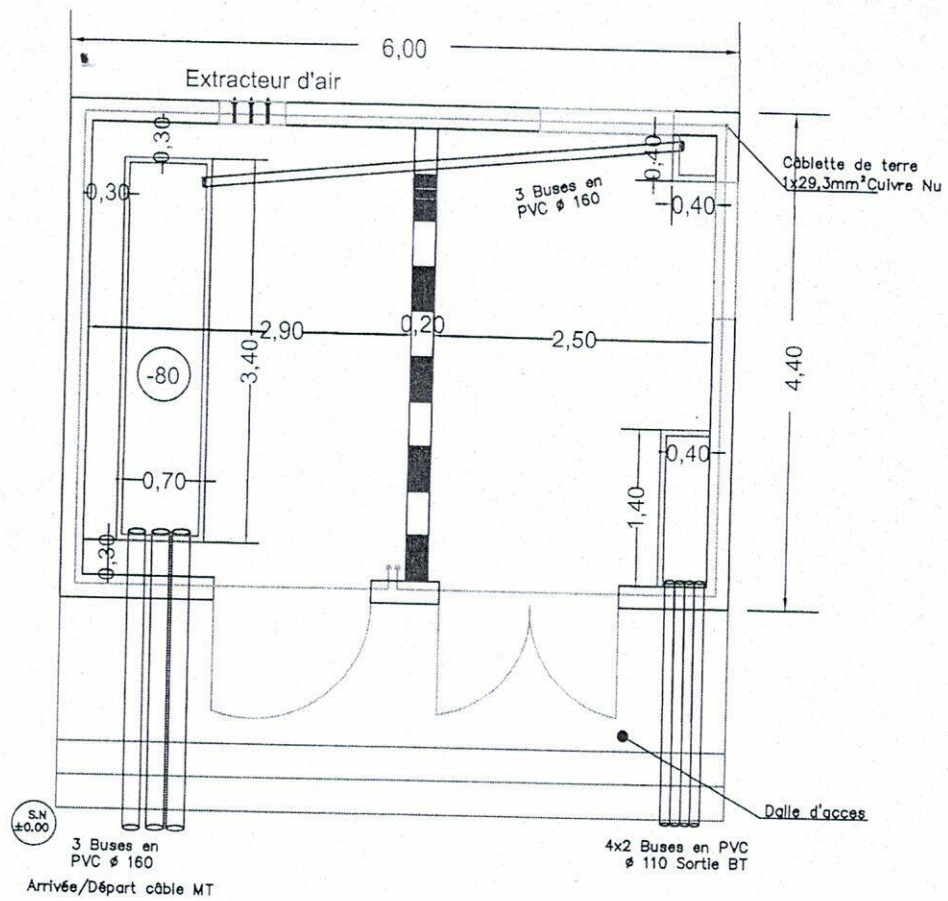 6,00
Extracteur d'air
0,30
0,30
0,40
Câblette de terre
1x29,3mm²Cuivre Nu
3 Buses en
PVC ϕ 160
0,40
2,90
0,20
2,50
3,40
4,40
-80
0,70
0,40
1,40
0,30
S.N
±0.00
3 Buses en
PVC ϕ 160
Arrivée/Départ câble MT
4x2 Buses en PVC
ϕ 110 Sortie BT
Dalle d'acces